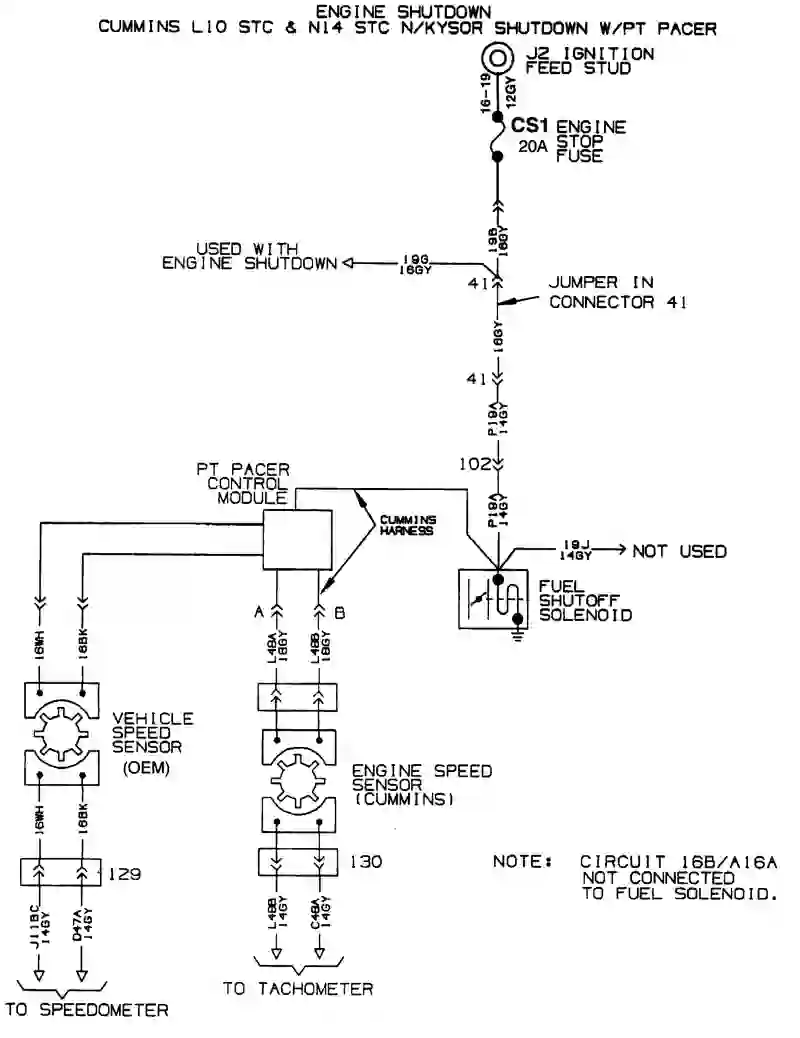 ENGINE SHUTDOWN
CUMMINS L10 STC & N14 STC N/KYSOR SHUTDOWN W/PT PACER
J2 IGNITION
FEED STUD
16-19
12GY
CS1 ENGINE
20A STOP
FUSE
19B
16GY
USED WITH
ENGINE SHUTDOWN
19G
16GY
41
JUMPER IN
CONNECTOR 41
16GY
41
P19A
14GY
102
P19A
14GY
PT PACER
CONTROL
MODULE
CUMMINS
HARNESS
19J
14GY
NOT USED
FUEL
SHUTOFF
SOLENOID
A
B
16WH
16BK
L48A
16GY
L48B
16GY
VEHICLE
SPEED
SENSOR
(OEM)
ENGINE SPEED
SENSOR
(CUMMINS)
16WH
16BK
129
130
NOTE: CIRCUIT 16B/A16A
NOT CONNECTED
TO FUEL SOLENOID.
J118C
14GY
D47A
14GY
L48B
14GY
C48A
14GY
TO SPEEDOMETER
TO TACHOMETER